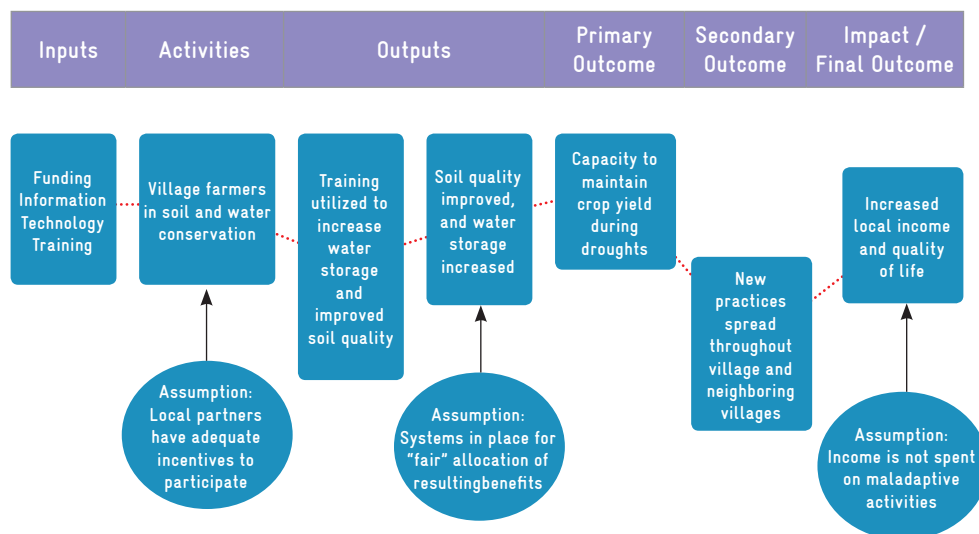 Inputs
Activities
Outputs
Primary
Outcome
Secondary
Outcome
Impact /
Final Outcome
Funding
Information
Technology
Training
Village farmers
in soil and water
conservation
Training
utilized to
increase
water
storage
and
improved
soil quality
Soil quality
improved,
and water
storage
increased
Capacity to
maintain
crop yield
during
droughts
New
practices
spread
throughout
village and
neighboring
villages
Increased
local income
and quality
of life
Assumption:
Local partners
have adequate
incentives to
participate
Assumption:
Systems in place for
“fair” allocation of
resultingbenefits
Assumption:
Income is not spent
on maladaptive
activities